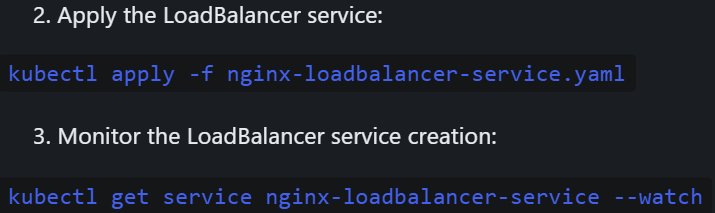 2. Apply the LoadBalancer service:
kubectl apply -f nginx-loadbalancer-service.yaml
3. Monitor the LoadBalancer service creation:
kubectl get service nginx-loadbalancer-service --watch